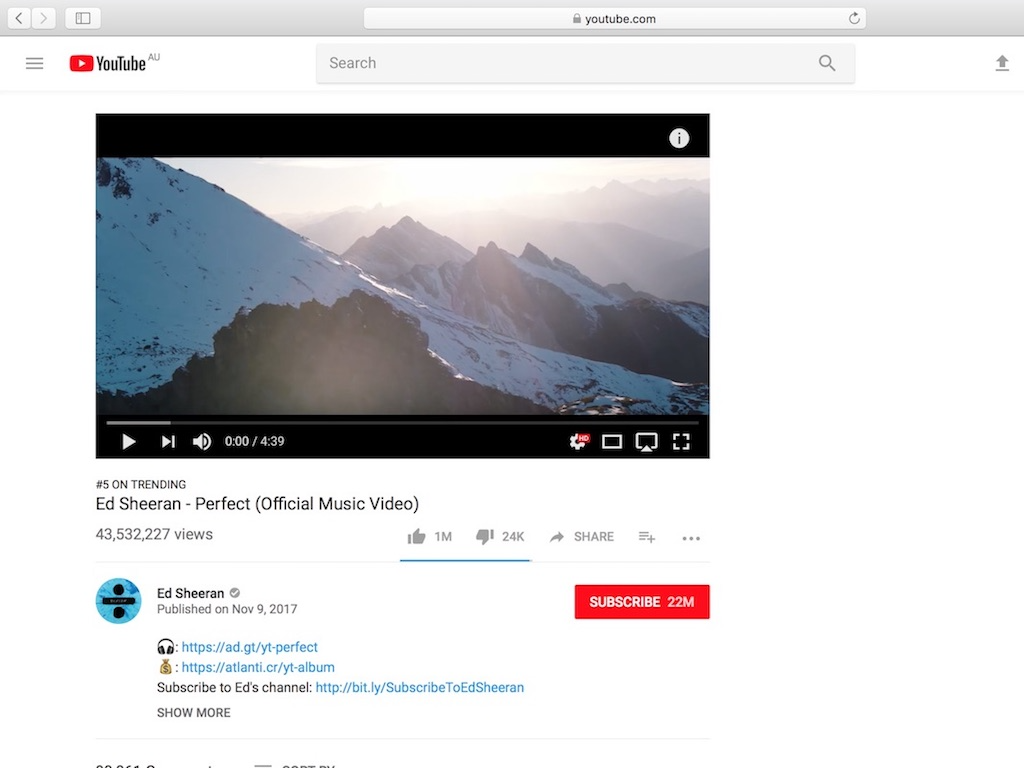 youtube.com
YouTube AU
Search
i
HD
0:00 / 4:39
#5 ON TRENDING
Ed Sheeran - Perfect (Official Music Video)
43,532,227 views
1M 24K SHARE
Ed Sheeran
Published on Nov 9, 2017
SUBSCRIBE 22M
: https://ad.gt/yt-perfect
: https://atlanti.cr/yt-album
Subscribe to Ed's channel: http://bit.ly/SubscribeToEdSheeran
SHOW MORE
SORT BY